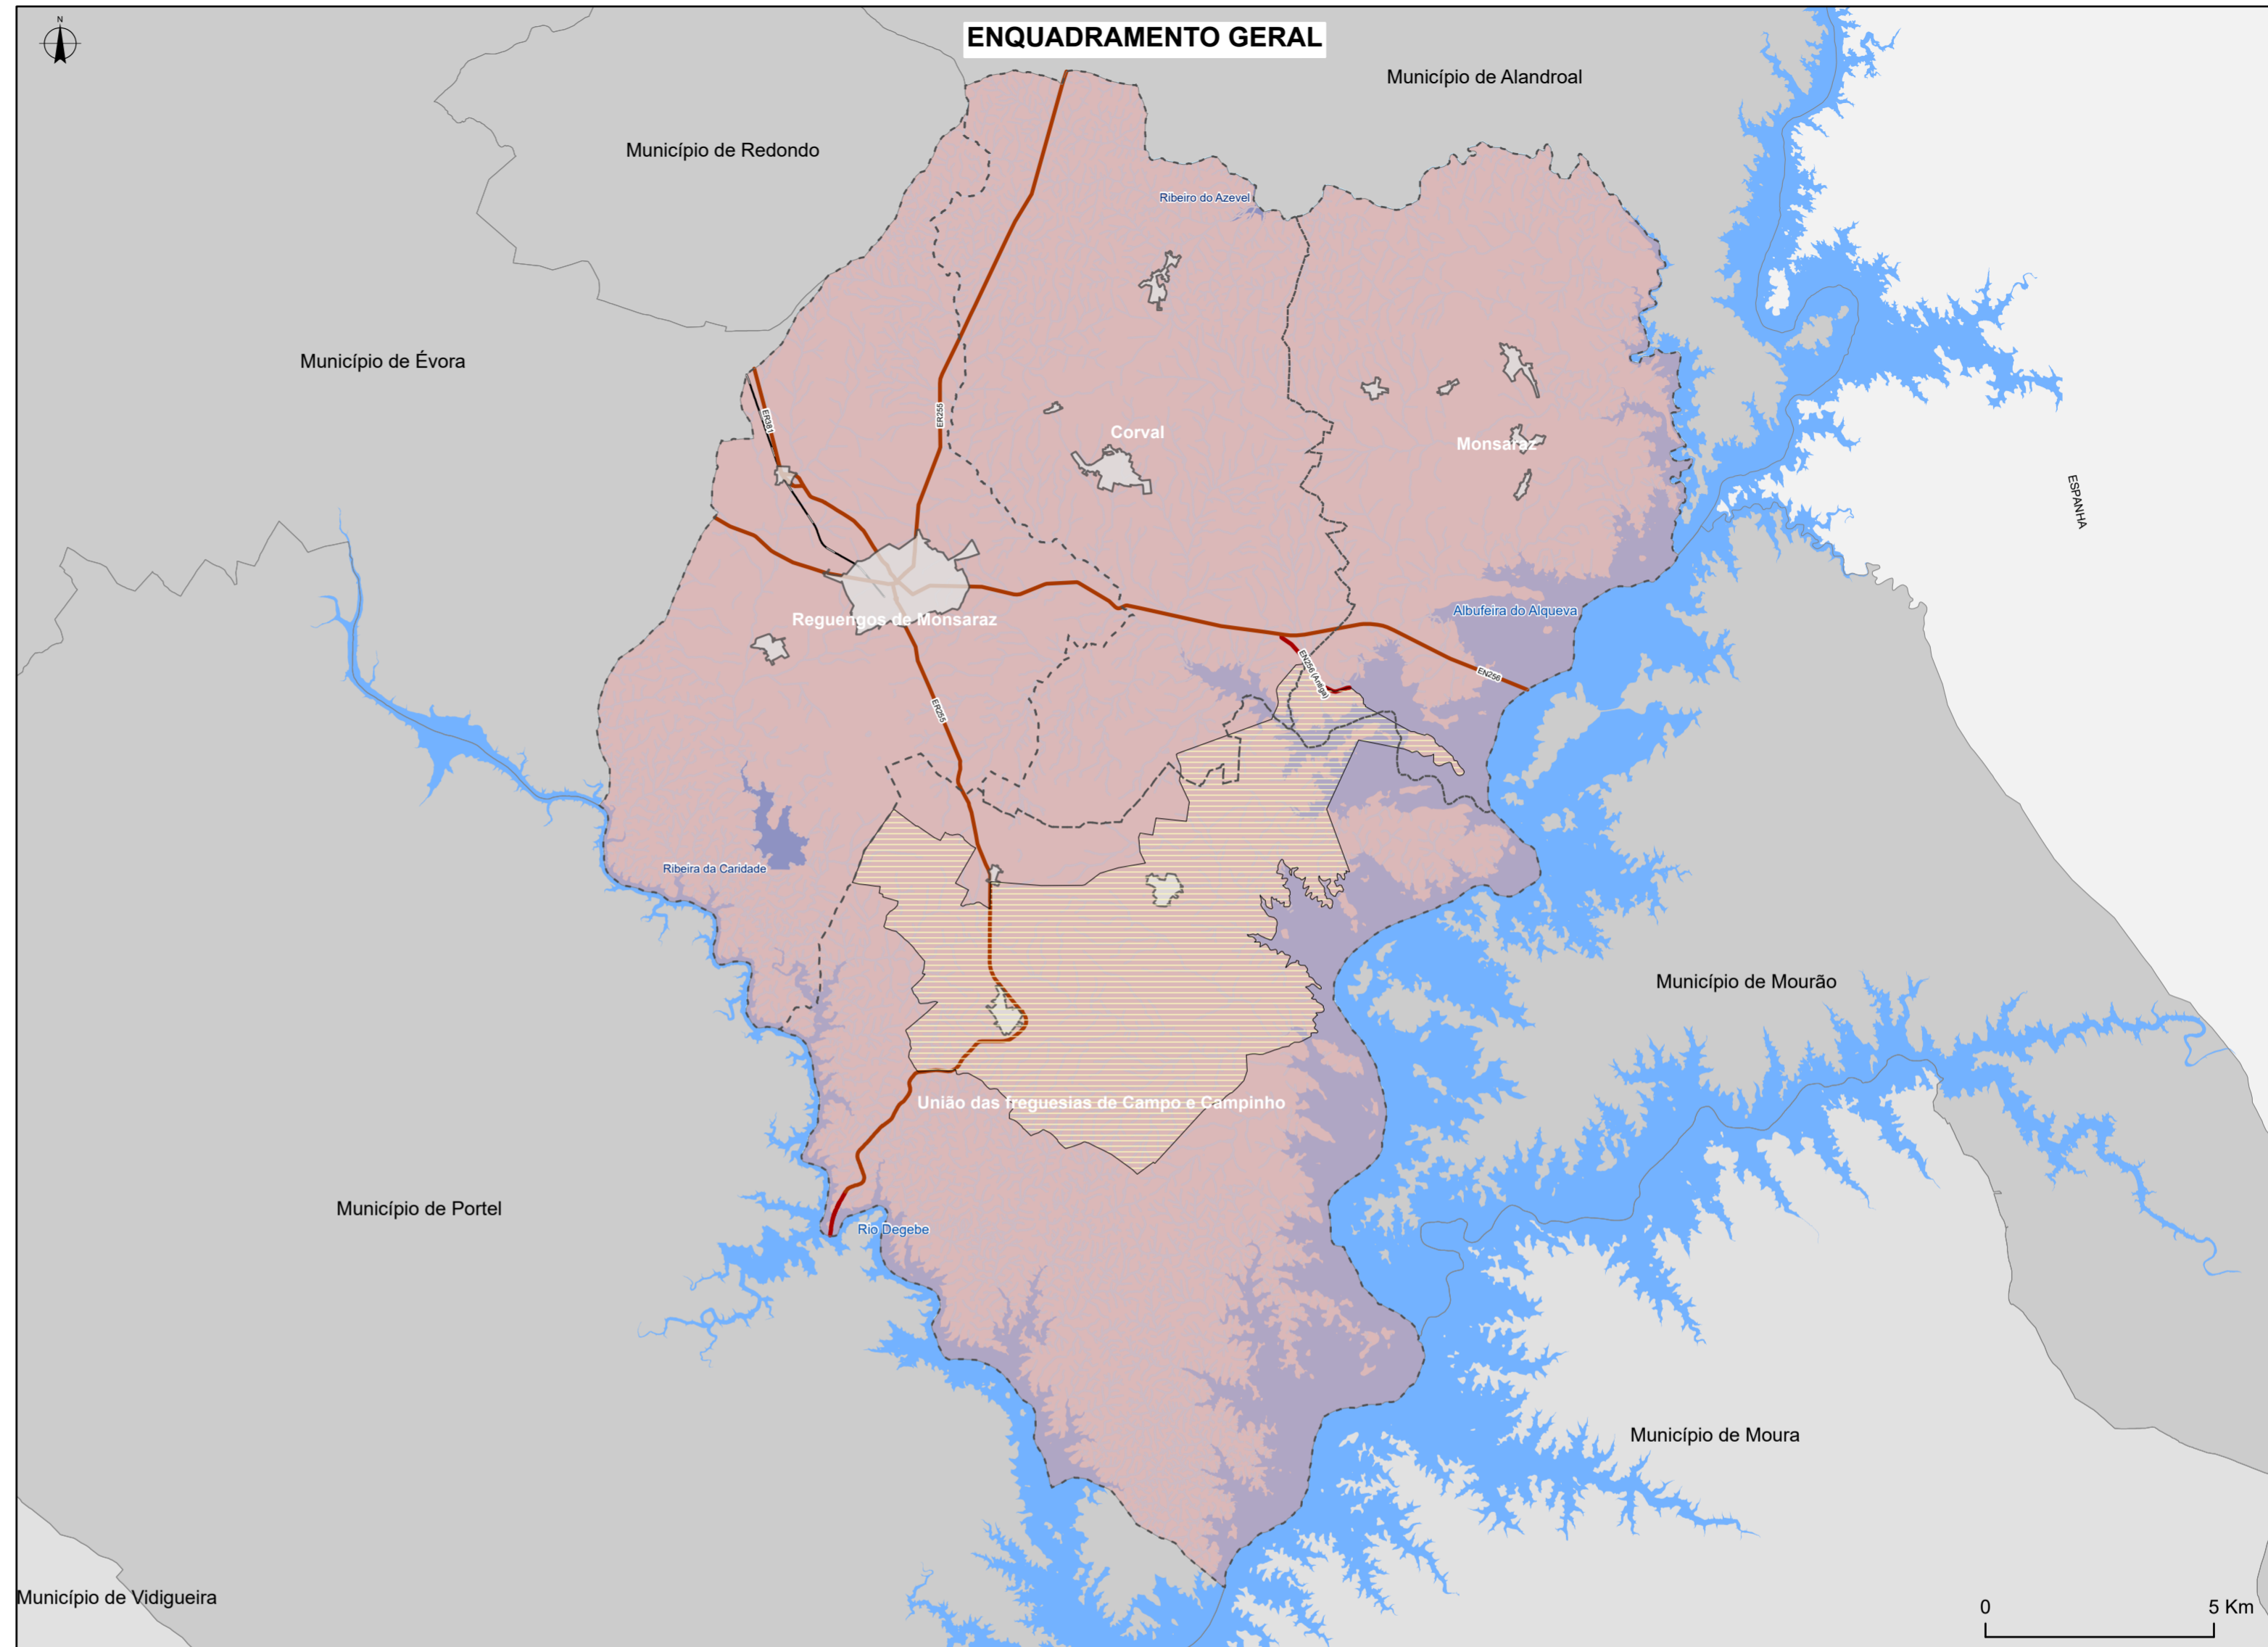 N
ENQUADRAMENTO GERAL
Município de Alandroal
Município de Redondo
Ribeiro do Azevel
Município de Évora
ER381
ER255
Corval
Monsaraz
ESPANHA
Albufeira do Alqueva
Reguengos de Monsaraz
EN256 (Antiga)
EN256
ER255
Ribeira da Caridade
Município de Mourão
União das freguesias de Campo e Campinho
Município de Portel
Rio Degebe
Município de Moura
Município de Vidigueira
0 5 Km